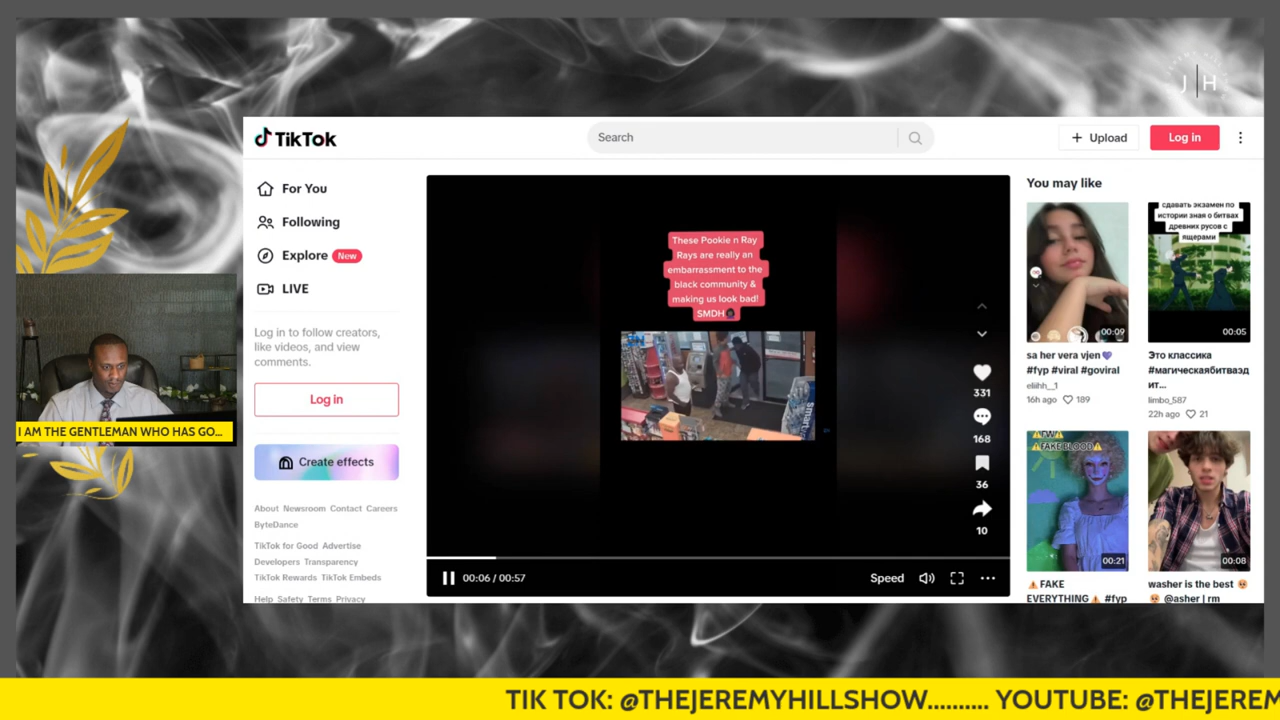 J H
TikTok
Search
+ Upload
Log in
For You
Following
Explore New
LIVE
Log in to follow creators,
like videos, and view
comments.
Log in
Create effects
About Newsroom Contact Careers
ByteDance
TikTok for Good Advertise
Developers Transparency
TikTok Rewards TikTok Embeds
Help Safety Terms Privacy
I AM THE GENTLEMAN WHO HAS GO...
These Pookie n Ray
Rays are really an
embarrassment to the
black community &
making us look bad!
SMDH
331
168
36
10
00:06 / 00:57
Speed
You may like
00:09
sa her vera vjen💜
#fyp #viral #goviral
eliihh__1
16h ago 189
сдавать экзамен по
истории зная о битвах
древних русов с
ящерами
00:05
Это классика
#магическаябитваэд
ит...
limbo_587
22h ago 21
⚠FAKE BLOOD⚠
00:21
⚠ FAKE
EVERYTHING⚠ #fyp
00:08
washer is the best
@asher | rm
TIK TOK: @THEJEREMYHILLSHOW.......... YOUTUBE: @THEJEREM